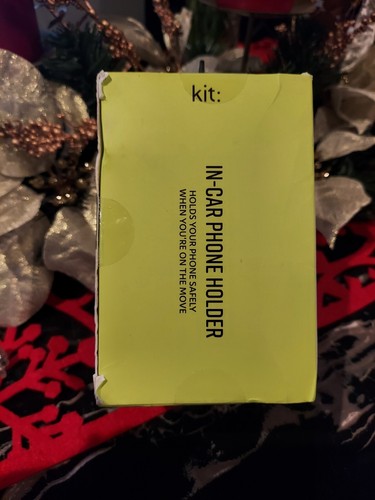 kit:
IN-CAR PHONE HOLDER
HOLDS YOUR PHONE SAFELY
WHEN YOU'RE ON THE MOVE